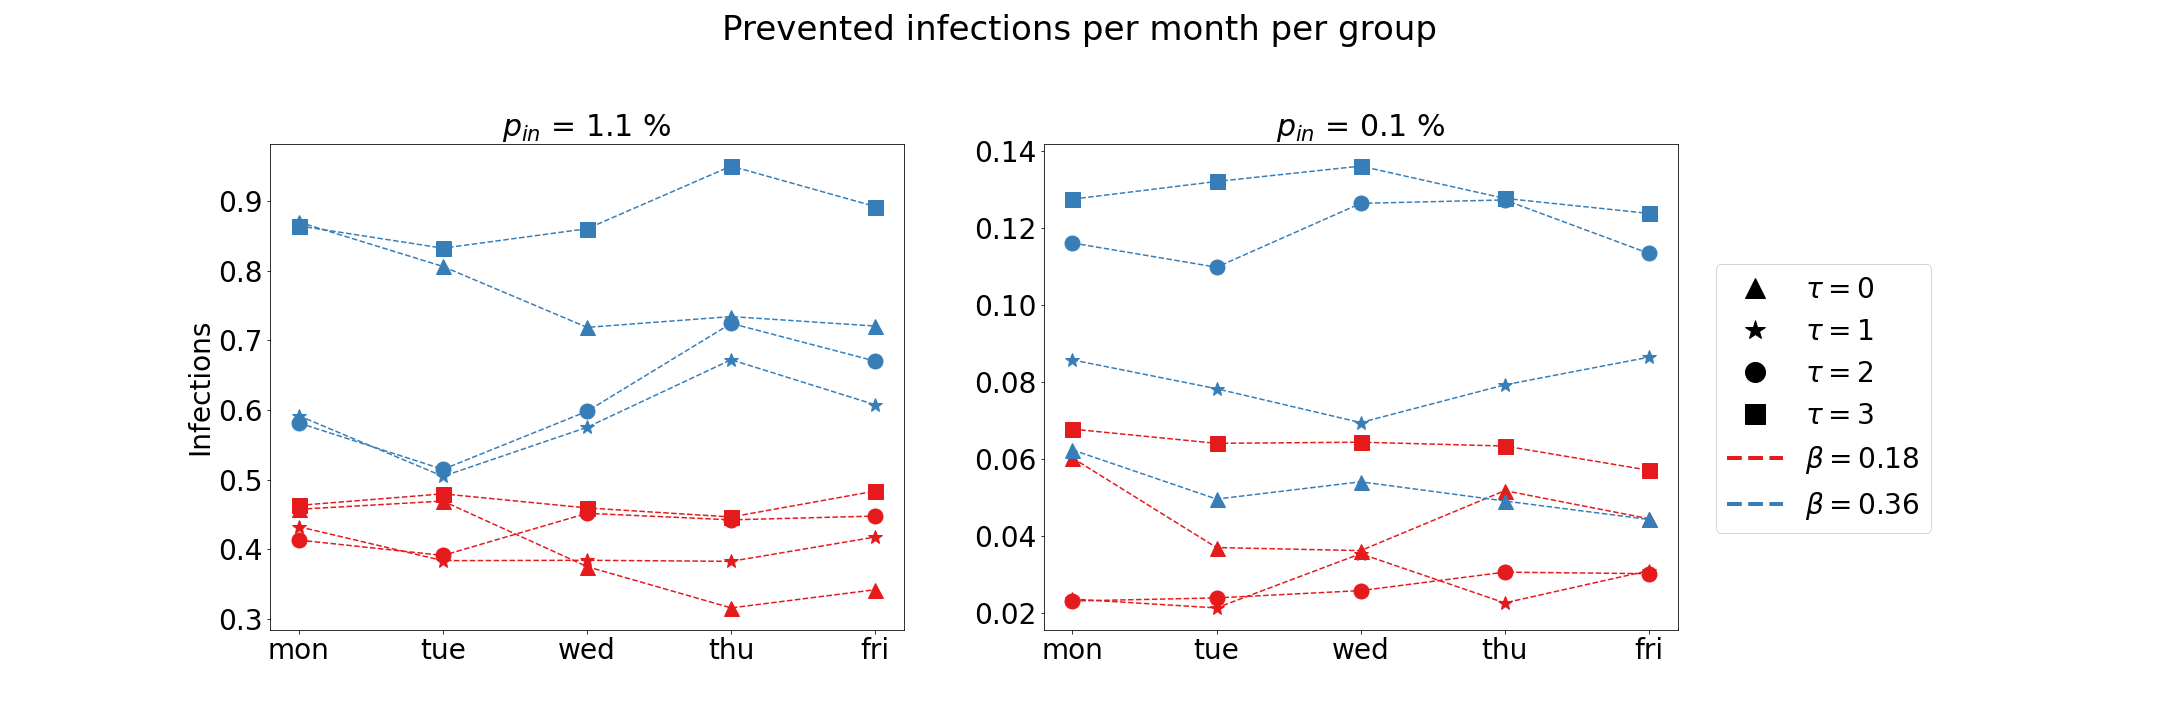 Prevented infections per month per group
p_in = 1.1 %
0.9
0.8
0.7
0.6
0.5
0.4
0.3
Infections
mon tue wed thu fri
p_in = 0.1 %
0.14
0.12
0.10
0.08
0.06
0.04
0.02
mon tue wed thu fri
τ = 0
τ = 1
τ = 2
τ = 3
β = 0.18
β = 0.36